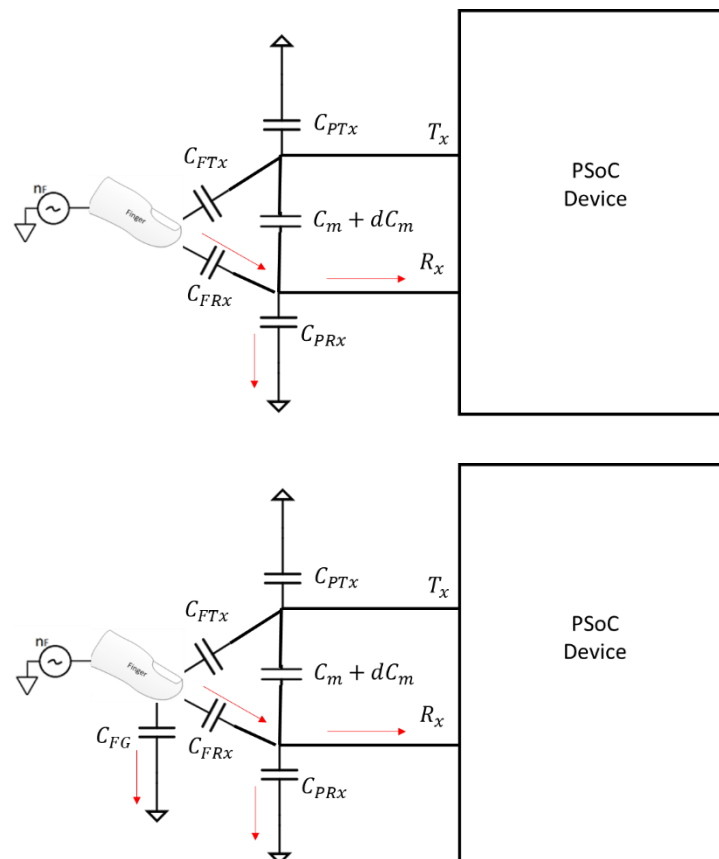 C_PTx
T_x
C_FTx
PSoC
Device
n_F
Finger
C_m + dC_m
R_x
C_FRx
C_PRx
C_PTx
T_x
C_FTx
PSoC
Device
n_F
Finger
C_m + dC_m
R_x
C_FG
C_FRx
C_PRx